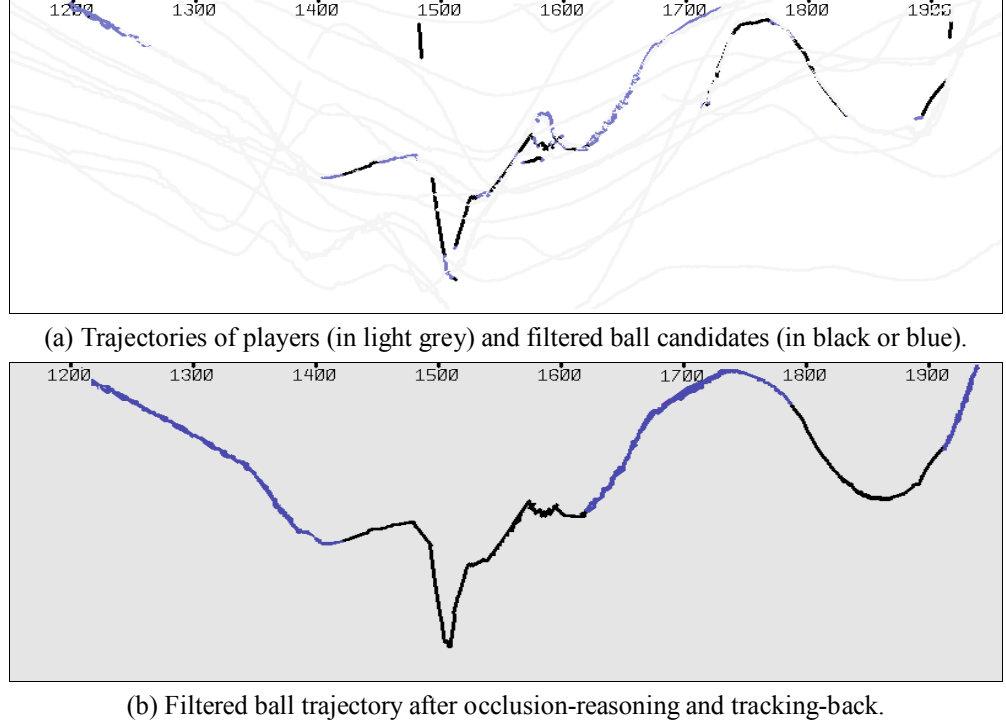 1200 1300 1400 1500 1600 1700 1800 1900
(a) Trajectories of players (in light grey) and filtered ball candidates (in black or blue).
1200 1300 1400 1500 1600 1700 1800 1900
(b) Filtered ball trajectory after occlusion-reasoning and tracking-back.